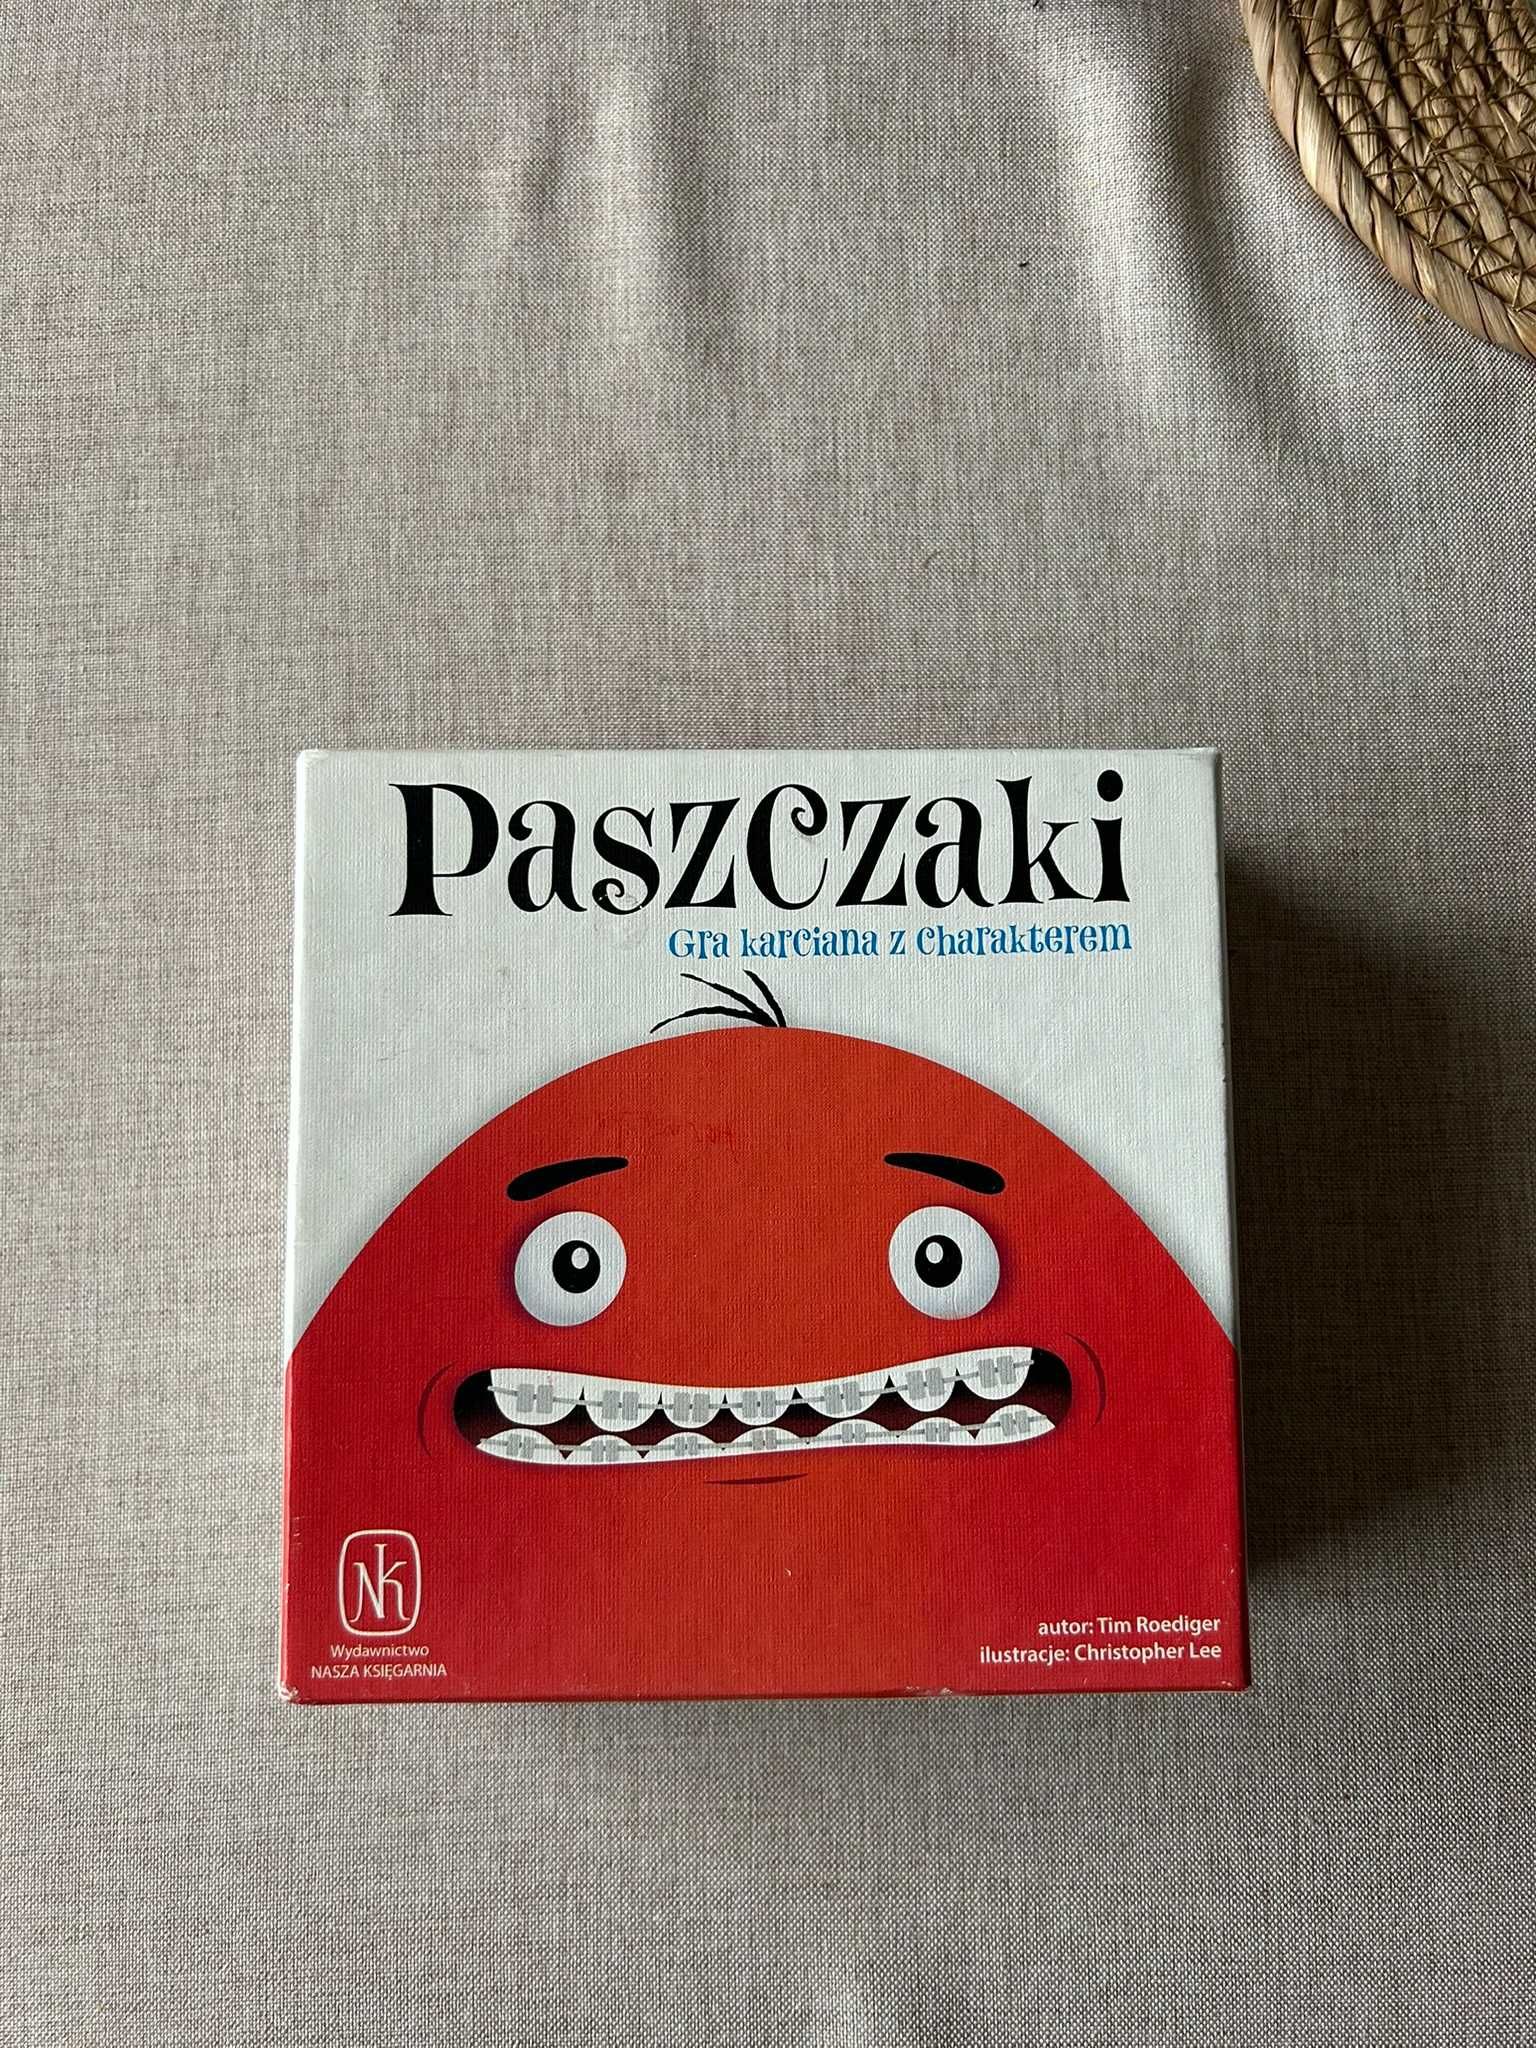 Paszczaki
Gra karciana z charakterem
NK
Wydawnictwo
NASZA KSIĘGARNIA
autor: Tim Roediger
ilustracje: Christopher Lee